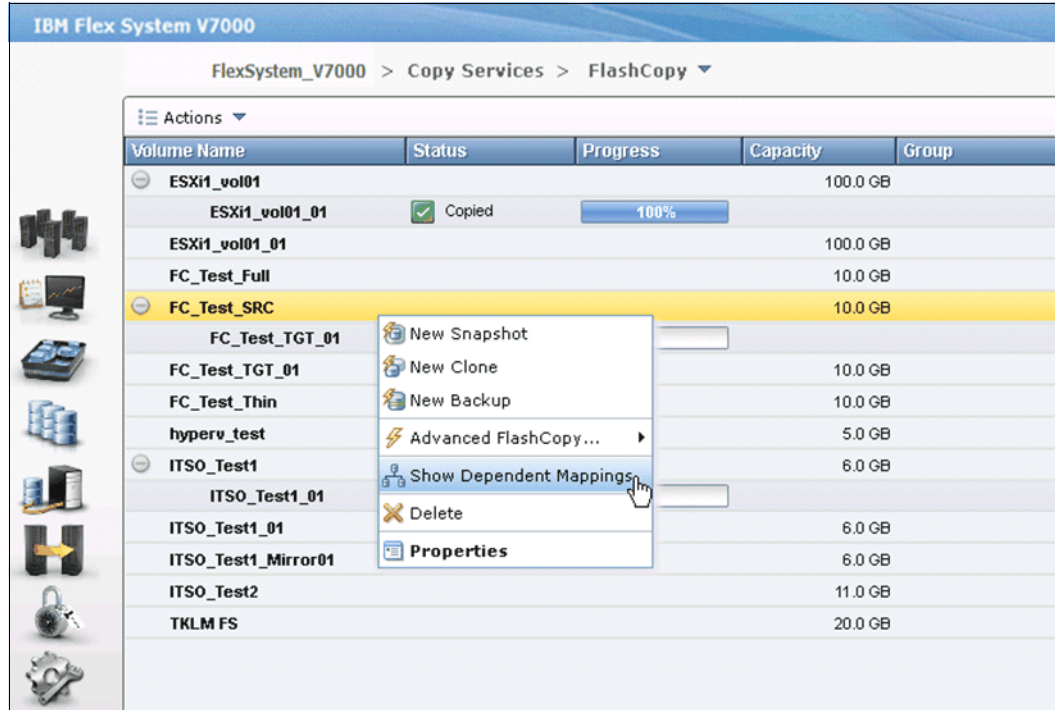 IBM Flex System V7000
FlexSystem_V7000 > Copy Services > FlashCopy
Actions
Volume Name Status Progress Capacity Group
ESXi1_vol01 100.0 GB
ESXi1_vol01_01 Copied 100%
ESXi1_vol01_01 100.0 GB
FC_Test_Full 10.0 GB
FC_Test_SRC 10.0 GB
FC_Test_TGT_01
FC_Test_TGT_01 10.0 GB
FC_Test_Thin 10.0 GB
hyperv_test 5.0 GB
ITSO_Test1 6.0 GB
ITSO_Test1_01
ITSO_Test1_01 6.0 GB
ITSO_Test1_Mirror01 6.0 GB
ITSO_Test2 11.0 GB
TKLM FS 20.0 GB
New Snapshot
New Clone
New Backup
Advanced FlashCopy...
Show Dependent Mappings
Delete
Properties